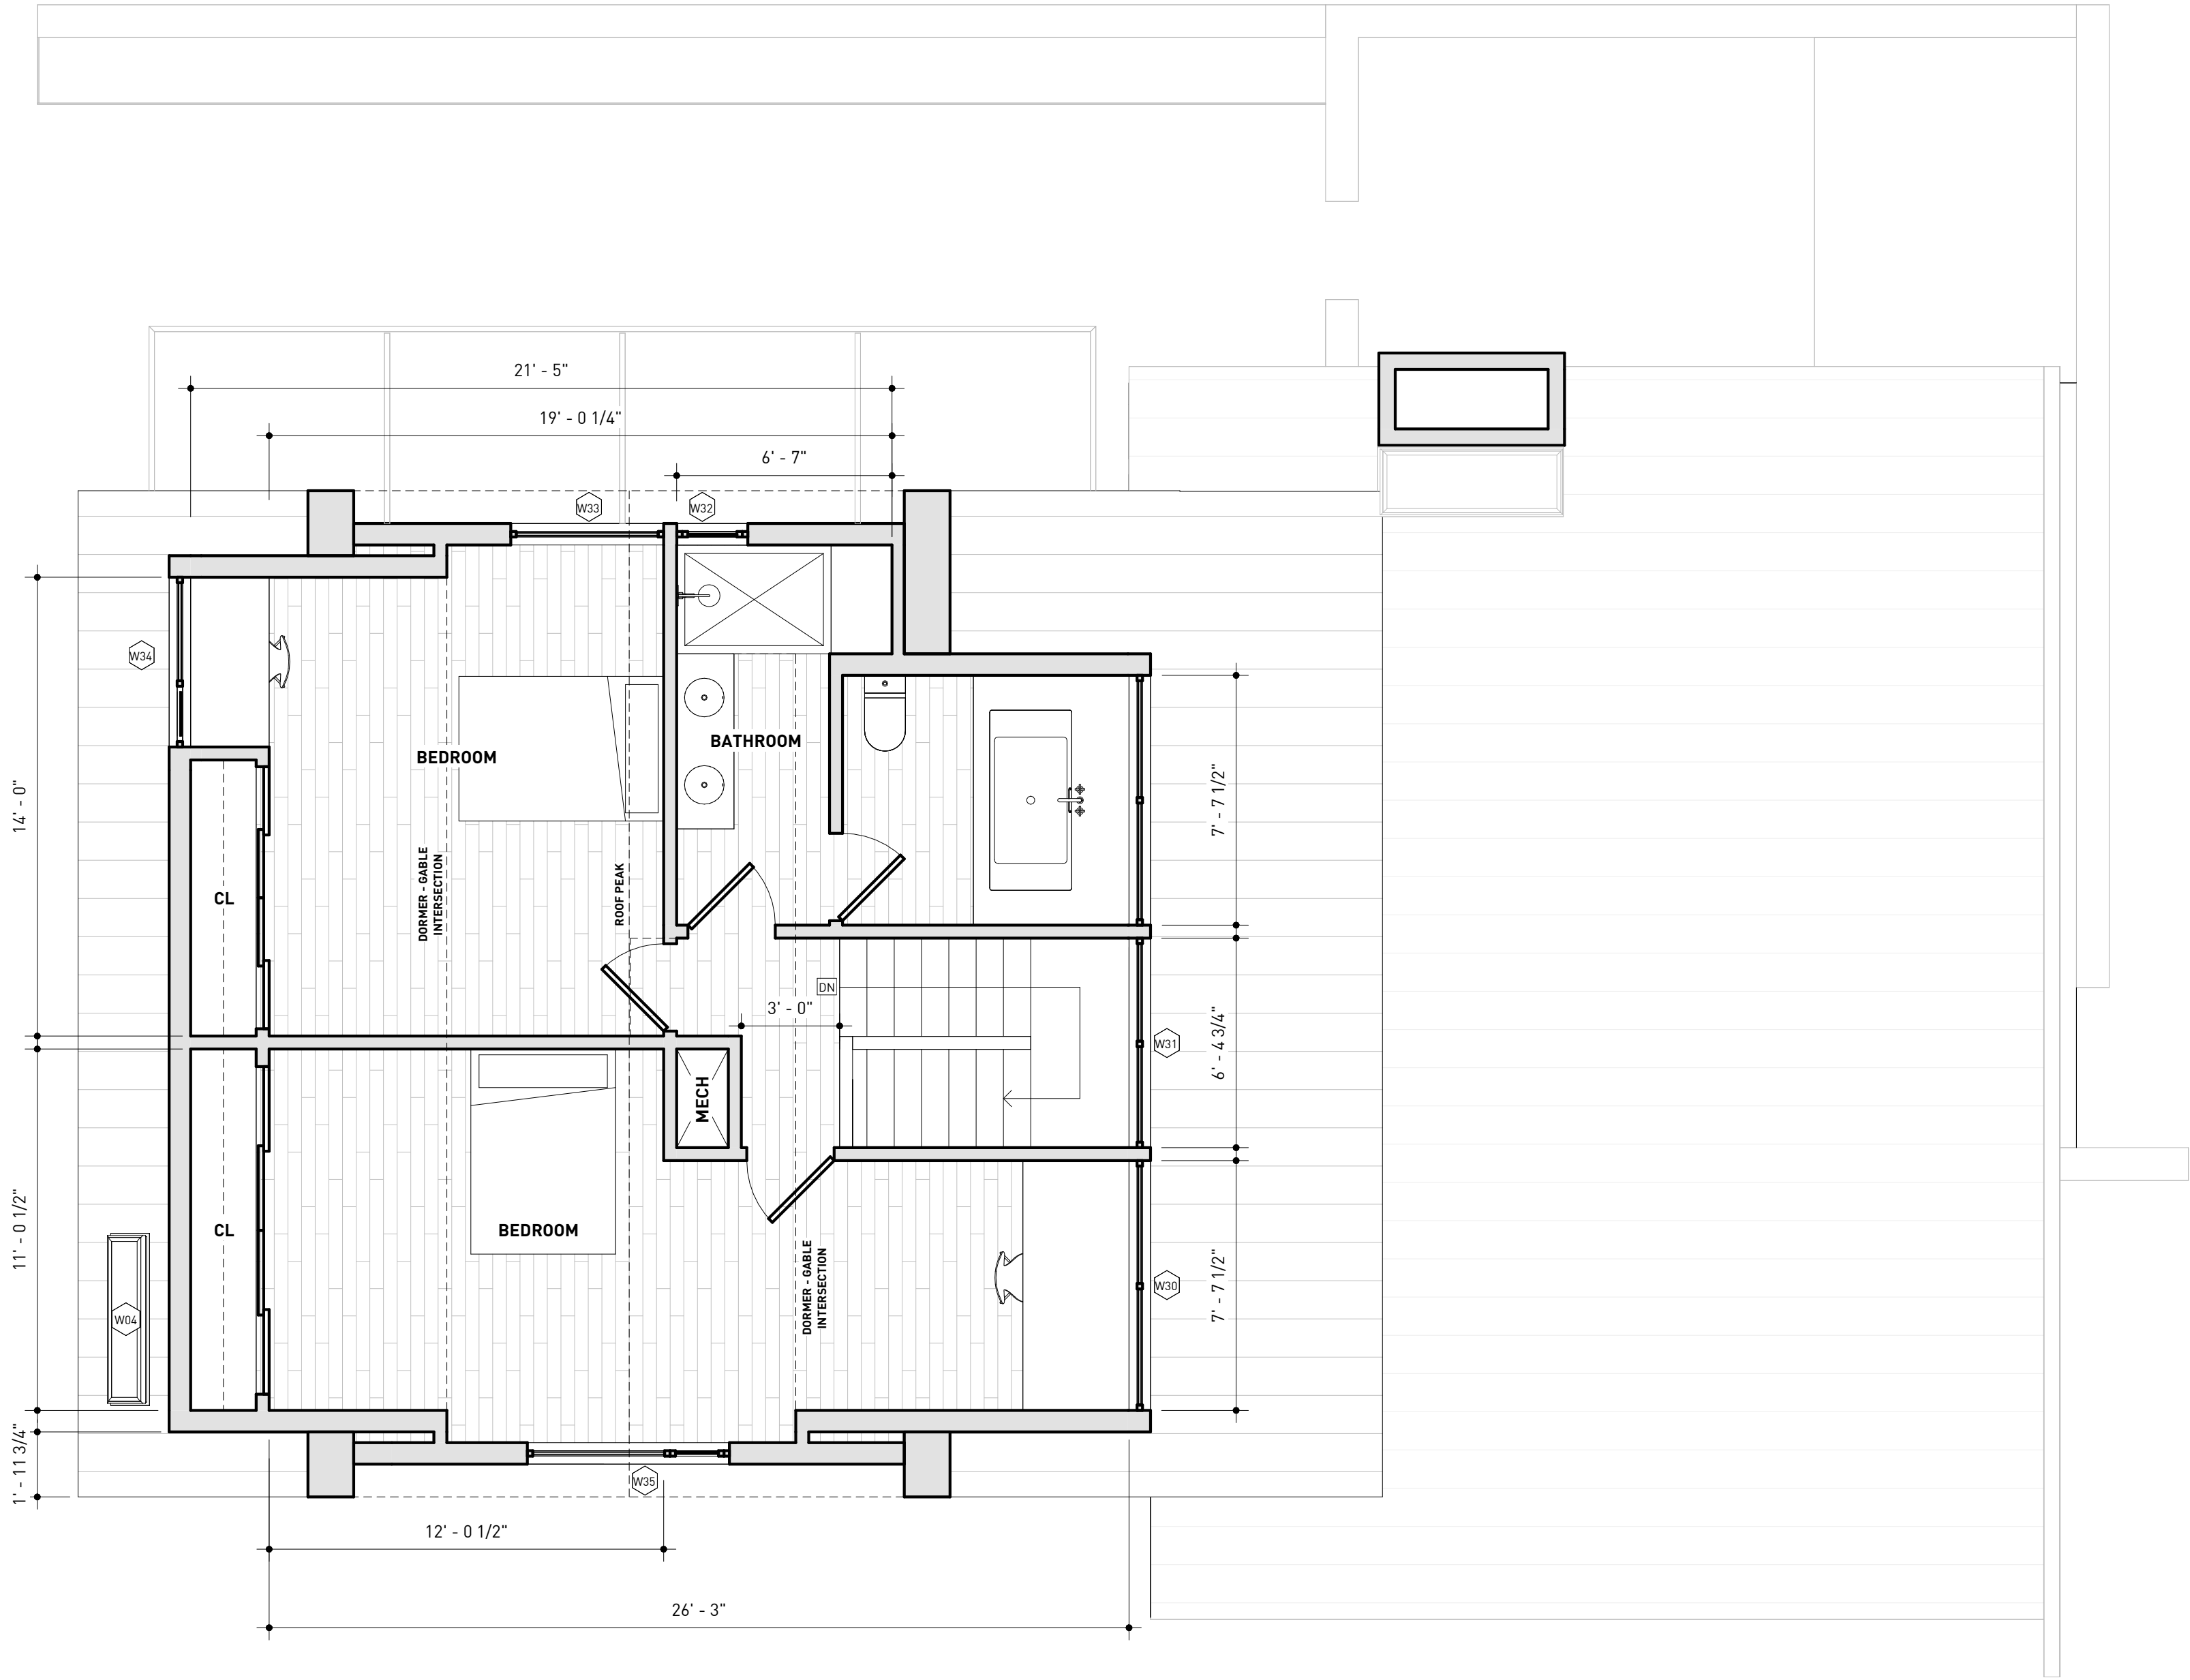 21' - 5"
19' - 0 1/4"
6' - 7"
W33
W32
W34
BATHROOM
BEDROOM
14' - 0"
7' - 7 1/2"
DORMER - GABLE
INTERSECTION
ROOF PEAK
CL
DN
3' - 0"
W31
6' - 4 3/4"
MECH
11' - 0 1/2"
CL
BEDROOM
DORMER - GABLE
INTERSECTION
W30
7' - 7 1/2"
W04
1' - 11 3/4"
W35
12' - 0 1/2"
26' - 3"